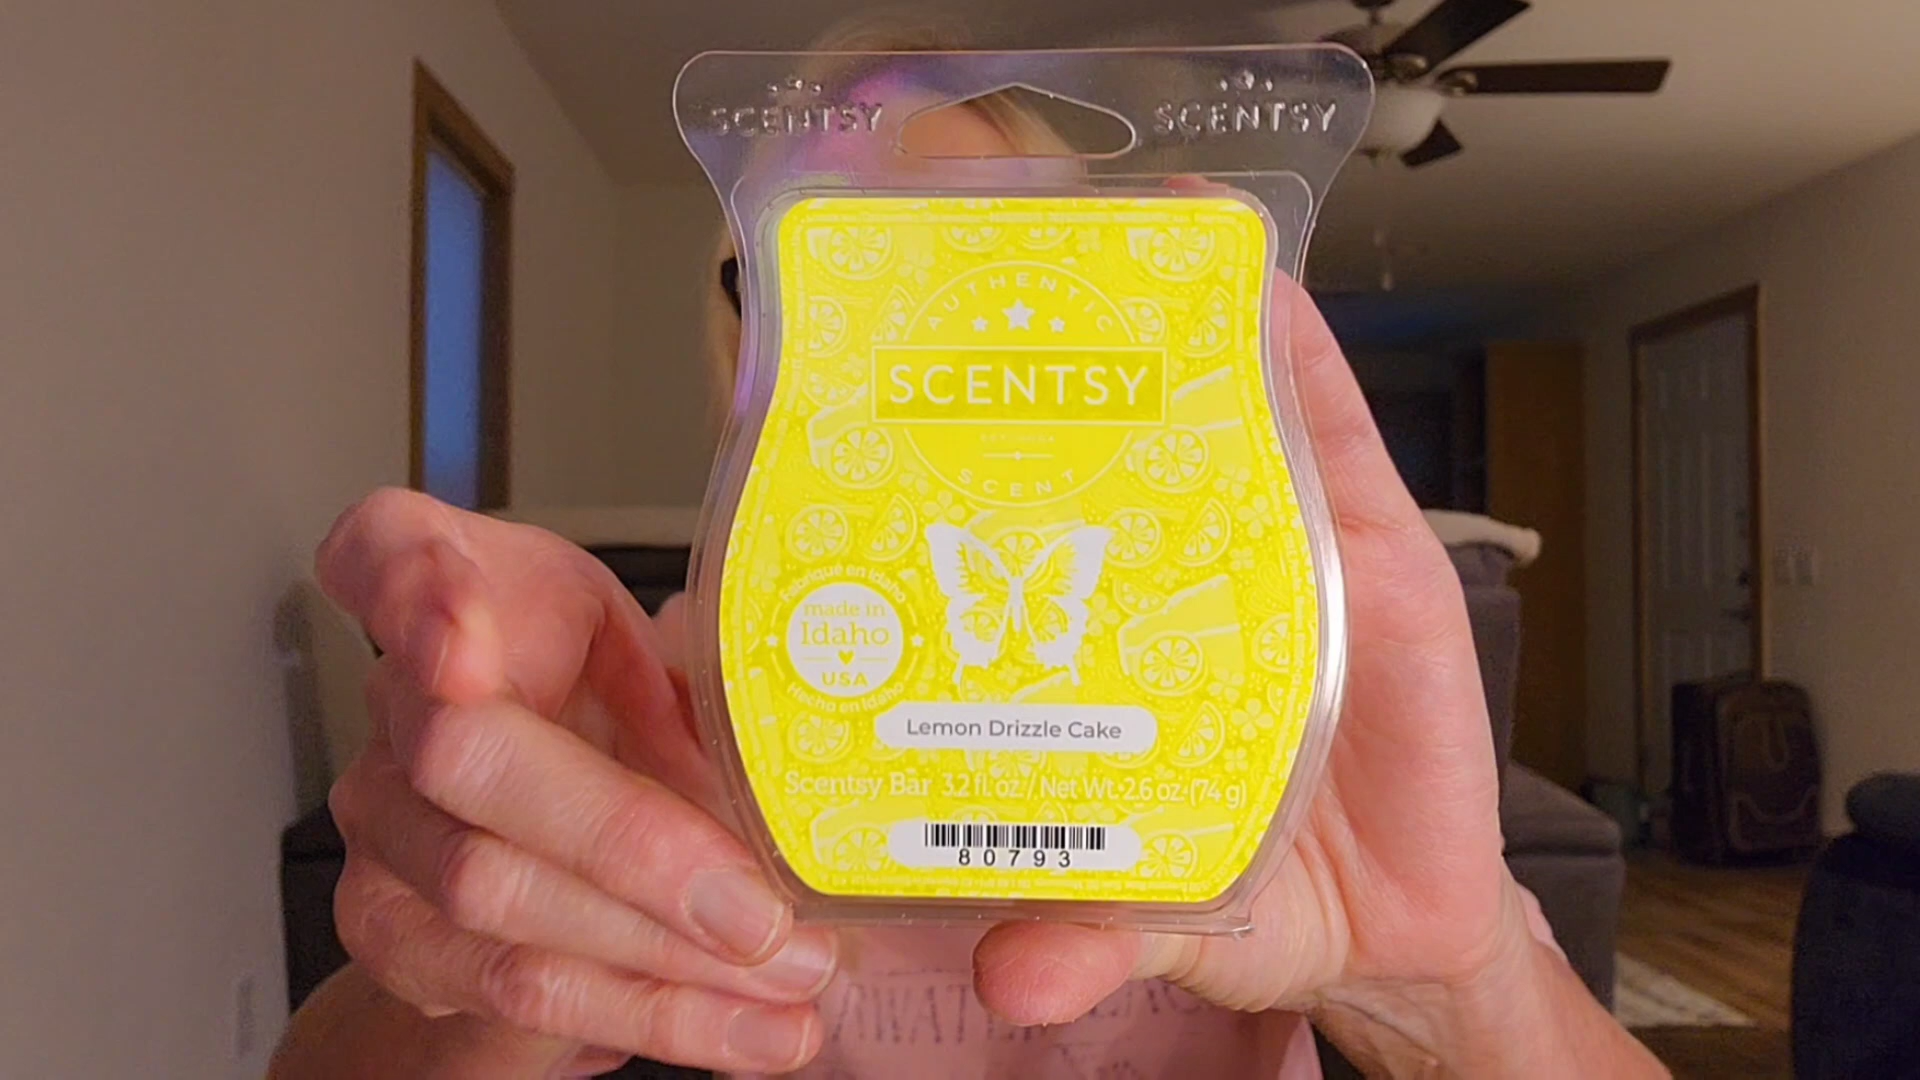 SCENTSY SCENTSY
AUTHENTIC
SCENTSY
SCENT
Fabriqué en Idaho
made in
Idaho
USA
Hecho en Idaho
Lemon Drizzle Cake
Scentsy Bar 3.2 fl. oz. / Net Wt. 2.6 oz. (74 g)
80793